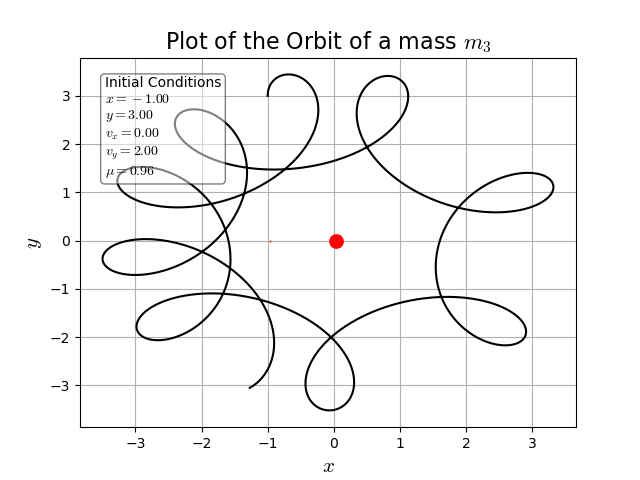 Plot of the Orbit of a mass m₃
Initial Conditions
x = −1.00
y = 3.00
vₓ = 0.00
v_y = 2.00
μ = 0.96
3
2
1
0
−1
−2
−3
y
−3 −2 −1 0 1 2 3
x